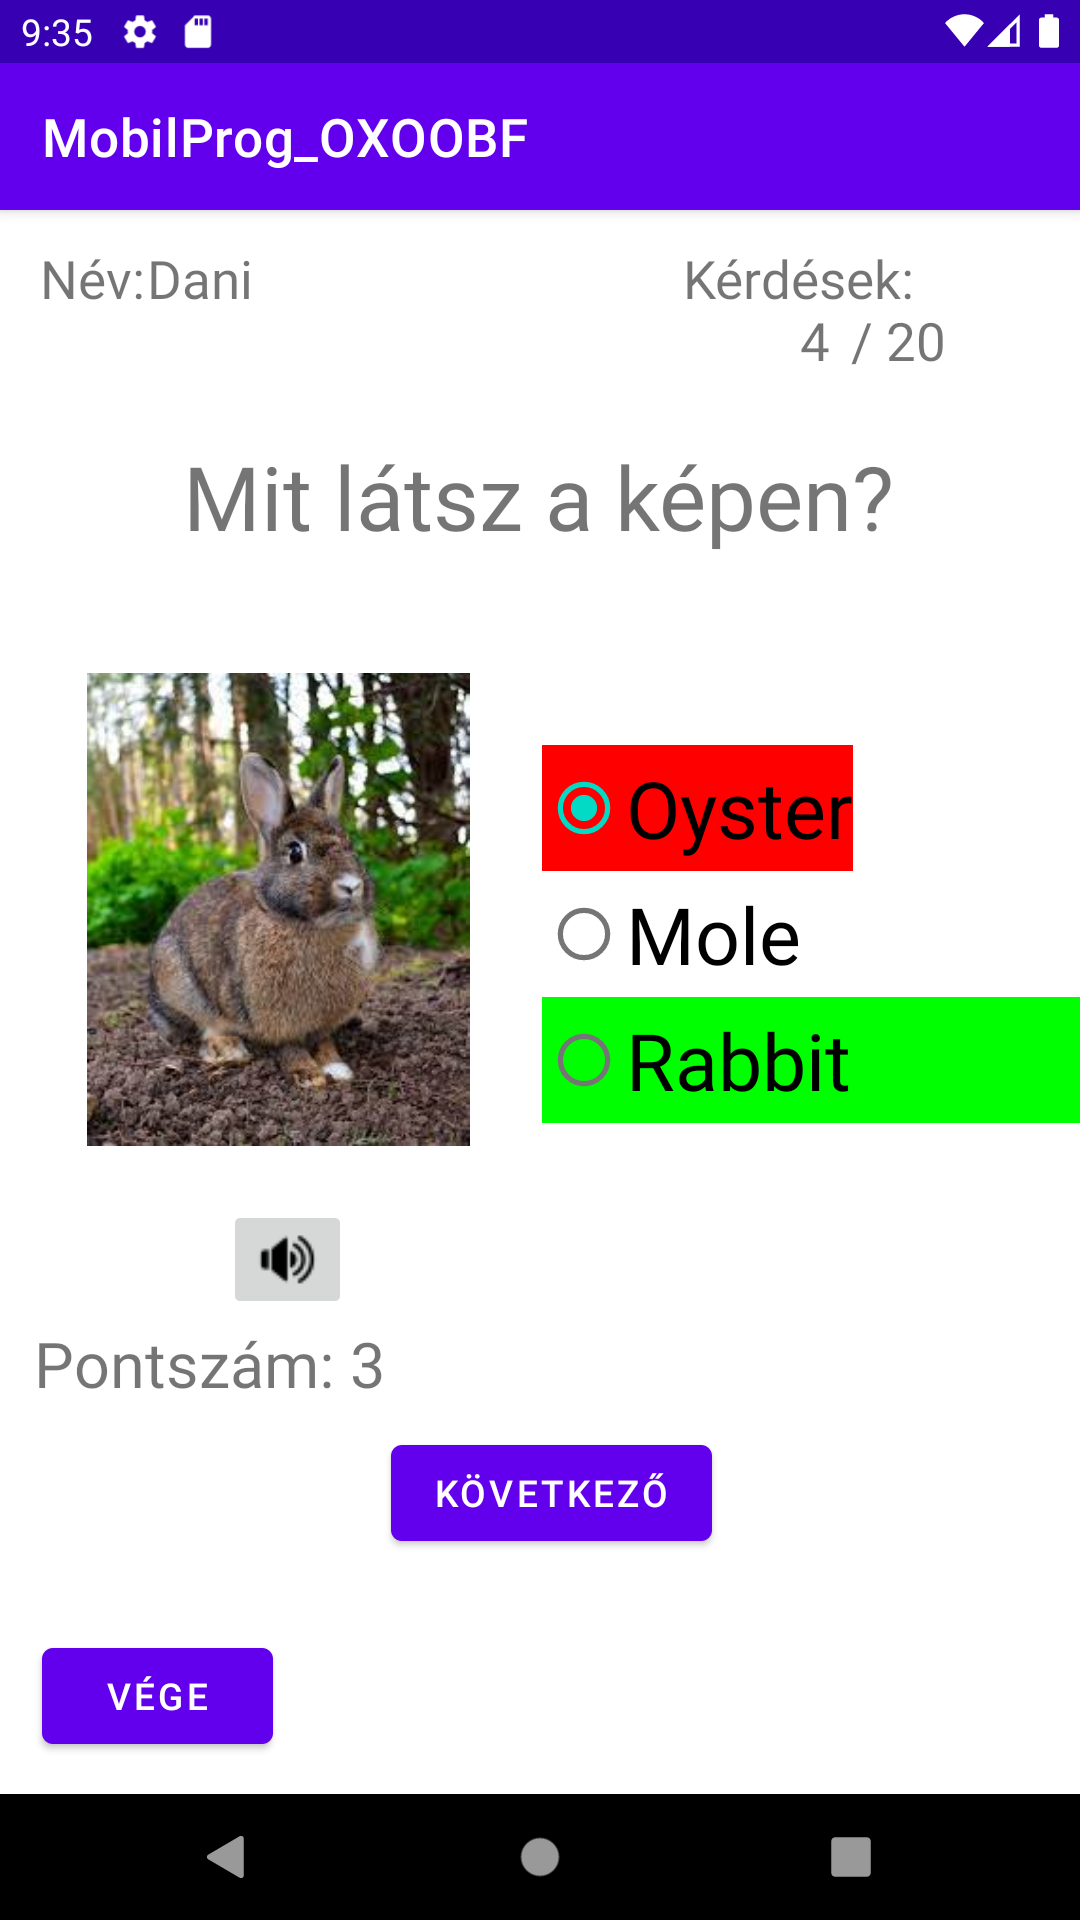 9:35
MobilProg_OXOOBF
Név:Dani
Kérdések:
4 / 20
Mit látsz a képen?
Oyster
Mole
Rabbit
Pontszám: 3
KÖVETKEZŐ
VÉGE